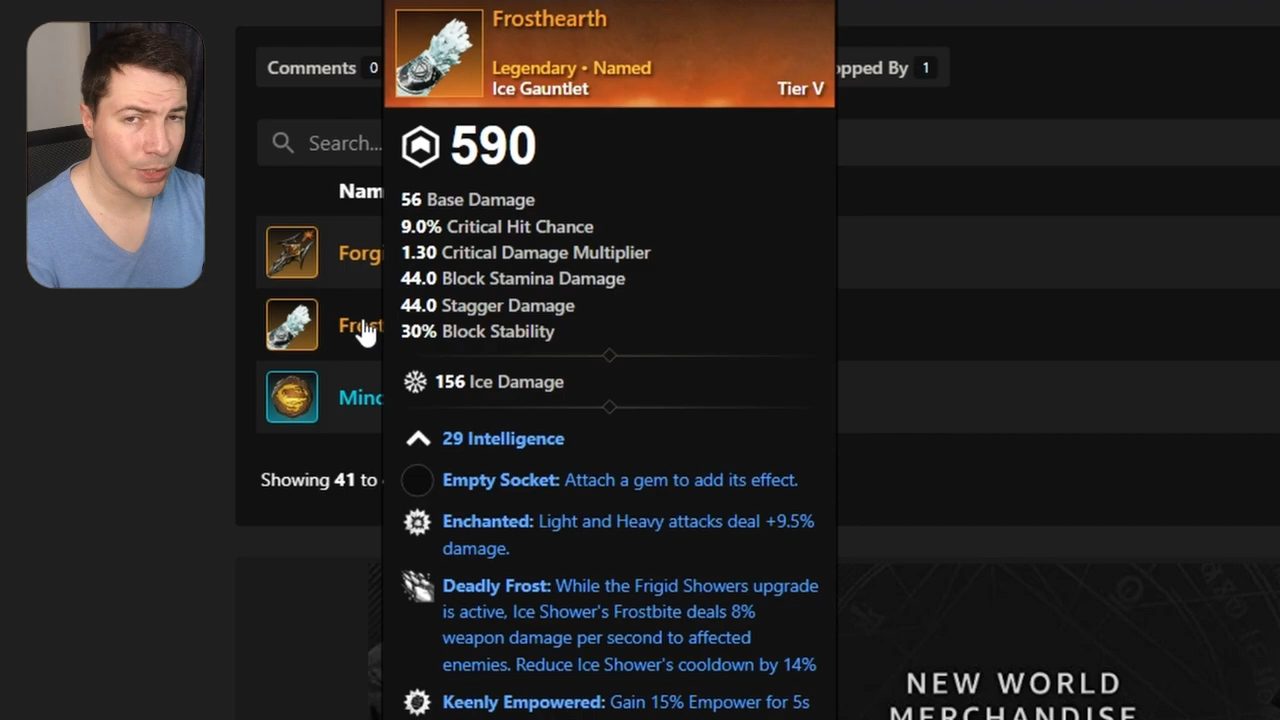 Frosthearth
Legendary • Named
Ice Gauntlet
Tier V
Comments 0
opped By 1
590
Search...
56 Base Damage
Nam
9.0% Critical Hit Chance
1.30 Critical Damage Multiplier
Forgi
44.0 Block Stamina Damage
44.0 Stagger Damage
Frost
30% Block Stability
156 Ice Damage
Mino
29 Intelligence
Showing 41 to
Empty Socket: Attach a gem to add its effect.
Enchanted: Light and Heavy attacks deal +9.5%
damage.
Deadly Frost: While the Frigid Showers upgrade
is active, Ice Shower's Frostbite deals 8%
weapon damage per second to affected
enemies. Reduce Ice Shower's cooldown by 14%
Keenly Empowered: Gain 15% Empower for 5s
NEW WORLD
MERCHANDISE